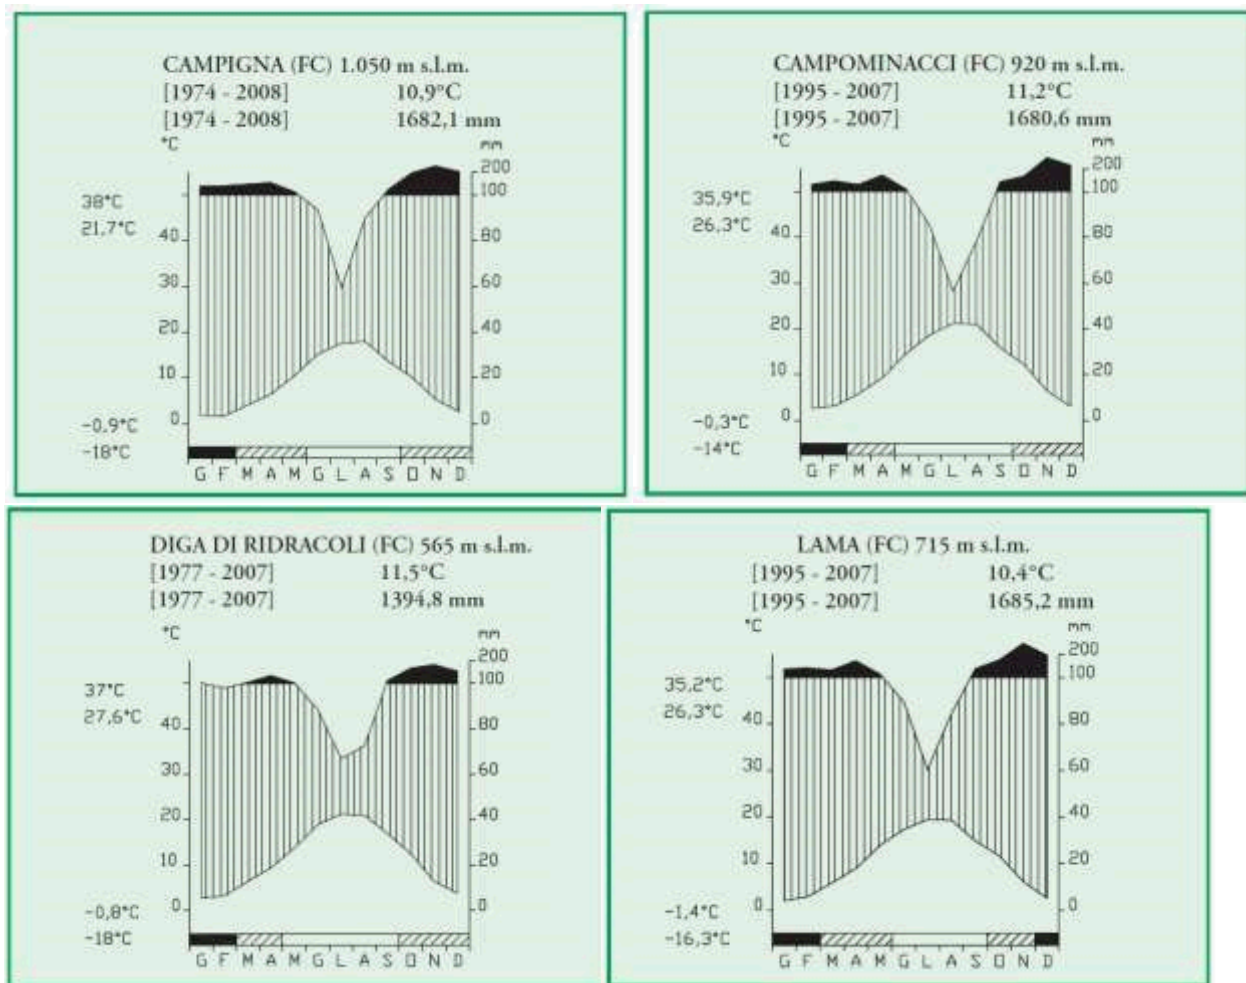 CAMPIGNA (FC) 1.050 m s.l.m.
[1974 - 2008] 10,9°C
[1974 - 2008] 1682,1 mm
°C mm
200
100
38°C
21,7°C
40 80
30 60
20 40
10 20
0 0
-0,9°C
-18°C
G F M A M G L A S O N D
CAMPOMINACCI (FC) 920 m s.l.m.
[1995 - 2007] 11,2°C
[1995 - 2007] 1680,6 mm
°C mm
200
100
35,9°C
26,3°C
40 80
30 60
20 40
10 20
0 0
-0,3°C
-14°C
G F M A M G L A S O N D
DIGA DI RIDRACOLI (FC) 565 m s.l.m.
[1977 - 2007] 11,5°C
[1977 - 2007] 1394,8 mm
°C mm
200
100
37°C
27,6°C
40 80
30 60
20 40
10 20
0 0
-0,8°C
-18°C
G F M A M G L A S O N D
LAMA (FC) 715 m s.l.m.
[1995 - 2007] 10,4°C
[1995 - 2007] 1685,2 mm
°C mm
200
100
35,2°C
26,3°C
40 80
30 60
20 40
10 20
0 0
-1,4°C
-16,3°C
G F M A M G L A S O N D